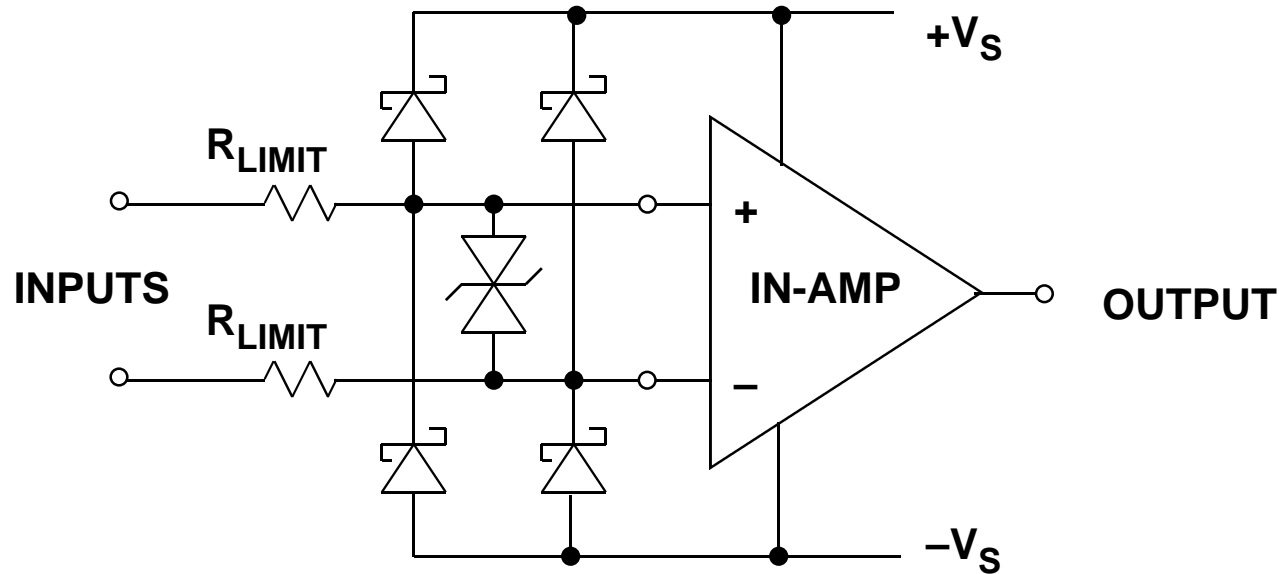 +VS
RLIMIT
+
INPUTS
IN-AMP
OUTPUT
RLIMIT
–
–VS